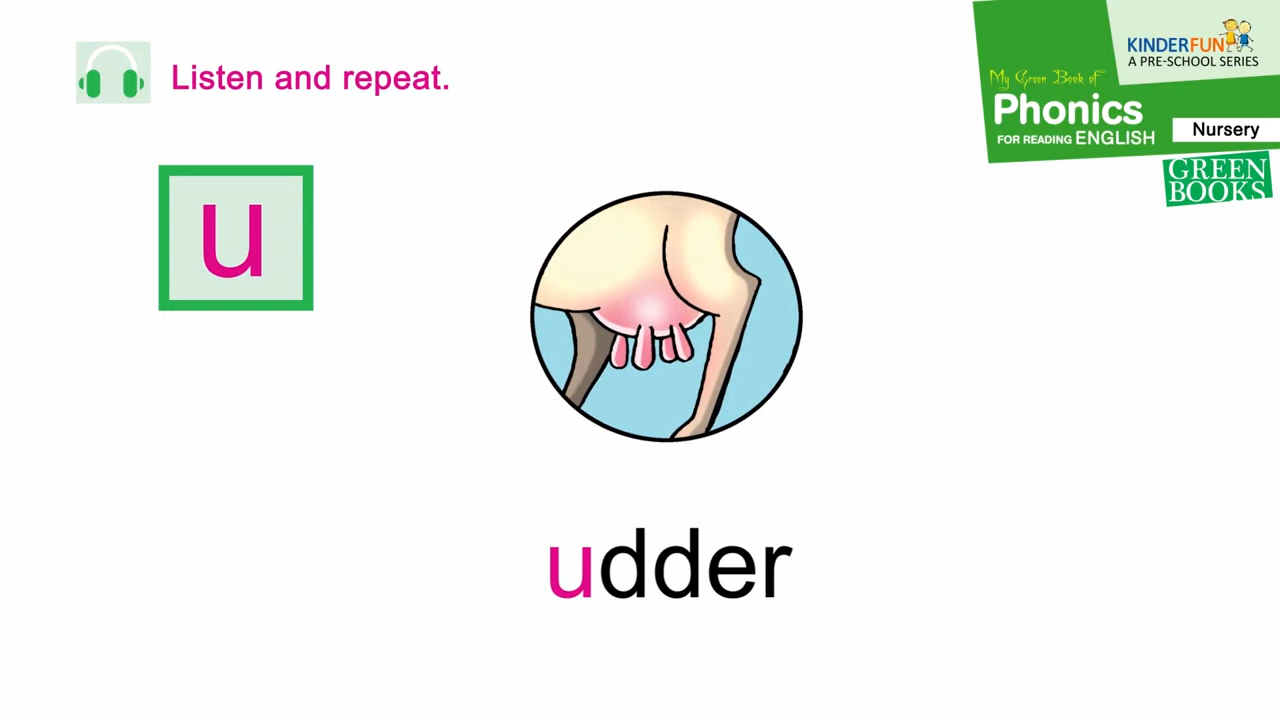 Listen and repeat.
KINDERFUN
A PRE-SCHOOL SERIES
My Green Book of
Phonics
FOR READING ENGLISH
Nursery
GREEN
BOOKS
u
udder